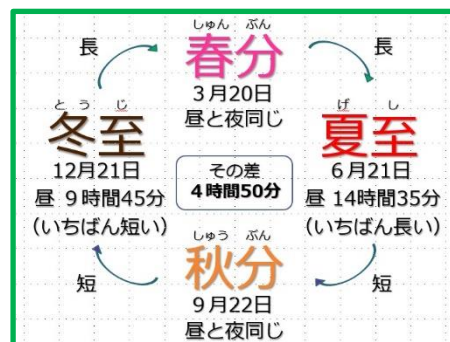 しゅん ぶん
長 春分 長
3月20日
昼と夜同じ
とう じ
冬至
12月21日
昼 9時間45分
（いちばん短い）
その差
4時間50分
げ し
夏至
6月21日
昼 14時間35分
（いちばん長い）
しゅう ぶん
短 秋分 短
9月22日
昼と夜同じ